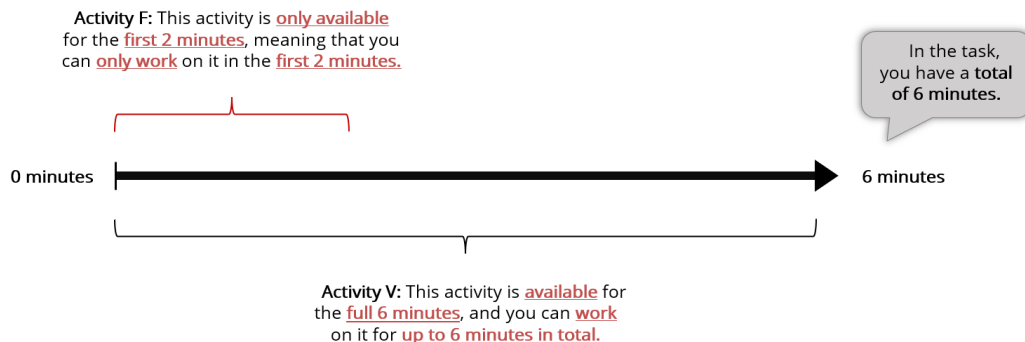 Activity F: This activity is only available
for the first 2 minutes, meaning that you
can only work on it in the first 2 minutes.
In the task,
you have a total
of 6 minutes.
0 minutes
6 minutes
Activity V: This activity is available for
the full 6 minutes, and you can work
on it for up to 6 minutes in total.